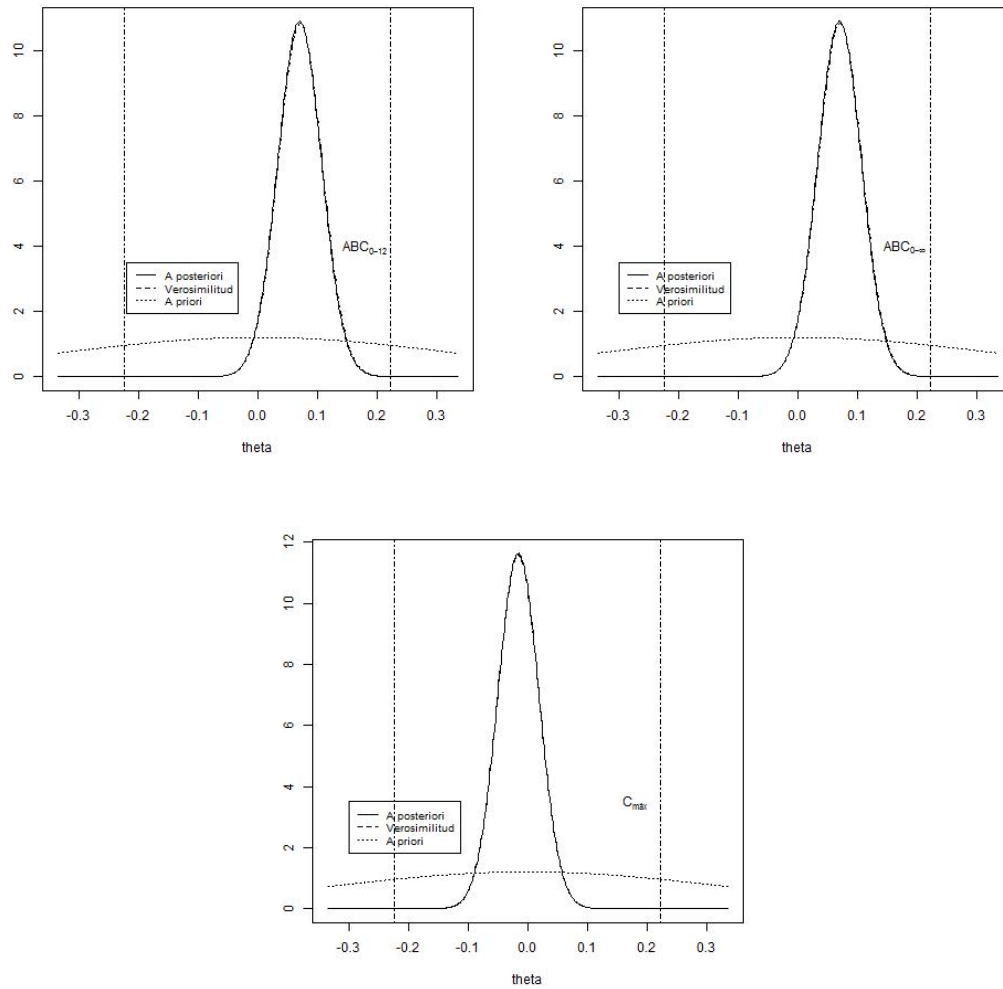 10
8
6
4
2
0
ABC0–12
A posteriori
Verosimilitud
A priori
-0.3 -0.2 -0.1 0.0 0.1 0.2 0.3
theta
10
8
6
4
2
0
ABC0–∞
A posteriori
Verosimilitud
A priori
-0.3 -0.2 -0.1 0.0 0.1 0.2 0.3
theta
12
10
8
6
4
2
0
Cmáx
A posteriori
Verosimilitud
A priori
-0.3 -0.2 -0.1 0.0 0.1 0.2 0.3
theta